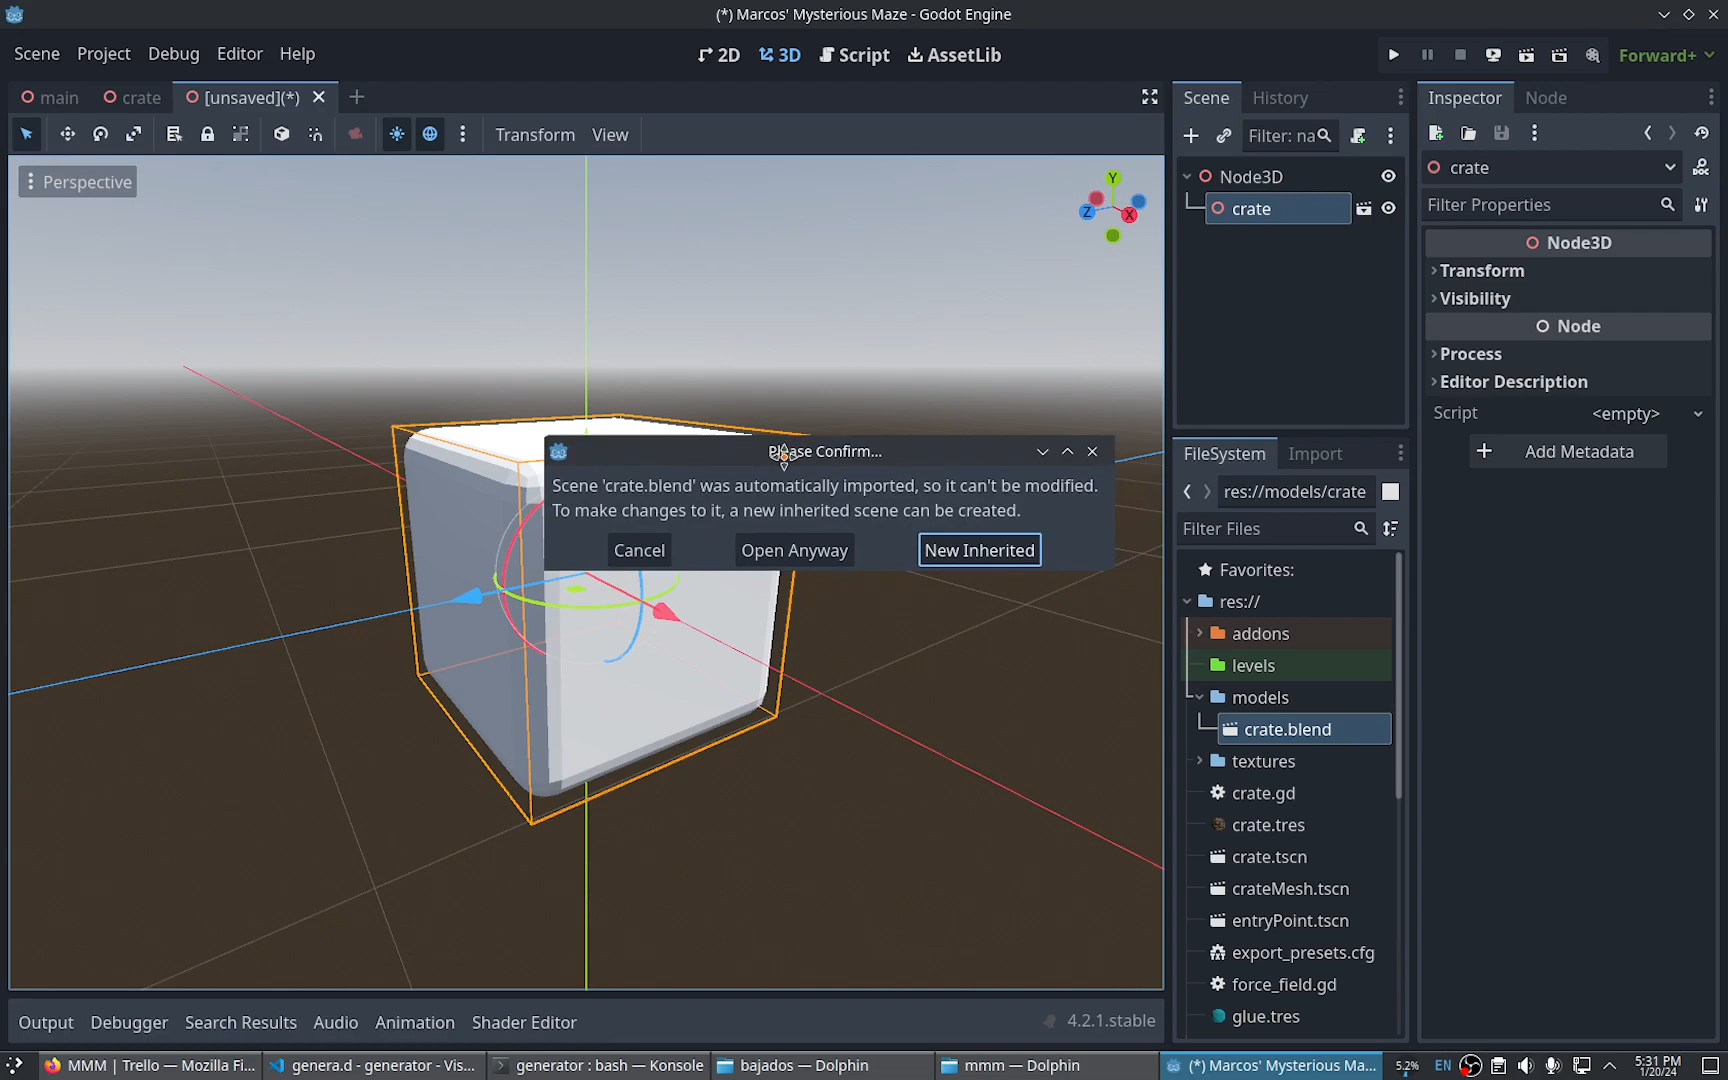 (*) Marcos' Mysterious Maze - Godot Engine
Scene Project Debug Editor Help
2D 3D Script AssetLib
Forward+
main crate [unsaved](*)
Transform View
Perspective
Y
Z
X
Scene History
Filter: na
Node3D
crate
Inspector Node
crate
DOC
Filter Properties
Node3D
Transform
Visibility
Node
Process
Editor Description
Script <empty>
Add Metadata
Please Confirm...
Scene 'crate.blend' was automatically imported, so it can't be modified.
To make changes to it, a new inherited scene can be created.
Cancel Open Anyway New Inherited
FileSystem Import
res://models/crate
Filter Files
Favorites:
res://
addons
levels
models
crate.blend
textures
crate.gd
crate.tres
crate.tscn
crateMesh.tscn
entryPoint.tscn
export_presets.cfg
force_field.gd
glue.tres
Output Debugger Search Results Audio Animation Shader Editor
4.2.1.stable
MMM | Trello — Mozilla Fi...
genera.d - generator - Vis...
generator : bash — Konsole
bajados — Dolphin
mmm — Dolphin
(*) Marcos' Mysterious Ma...
5.2%
EN
5:31 PM
1/20/24